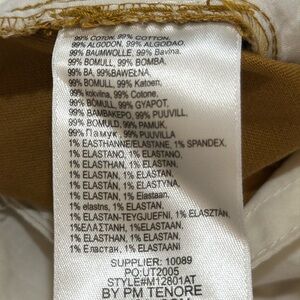 99% COTON, 99% COTTON,
99% ALGODON, 99% ALGODAO,
99% BAUMWOLLE, 99% Bavlna,
99% BOMULL, 99% BOMBA,
99% BA, 99%BAWEŁNA,
99% BOMULL, 99% Katoen,
99% kokvilna, 99% Cotone,
99% BOMULL, 99% GYAPOT,
99% BAMBAKEPO, 99% PUUVILL,
99% BOMULD, 99% PAMUK,
99% Памук, 99% PUUVILLA
1% EASTHANNE/ELASTANE, 1% SPANDEX,
1% ELASTANO, 1% ELASTANO,
1% ELASTHAN, 1% ELASTAN,
1% ELASTAN, 1% ELASTAN,
1% ELASTAN, 1% ELASTYNA,
1% ELASTAN, 1% Elastaan,
1% elastns, 1% ELASTAN,
1% ELASTAN-TEYGJUEFNI, 1% ELASZTÁN,
1%ΕΛΑΣΤΑΝΗ, 1% ELASTAAN,
1% ELASTHAN, 1% ELASTAN,
1% Еластан, 1% ELASTAANI
SUPPLIER: 10089
PO:UT2005
STYLE#M12801AT
BY PM TENORE